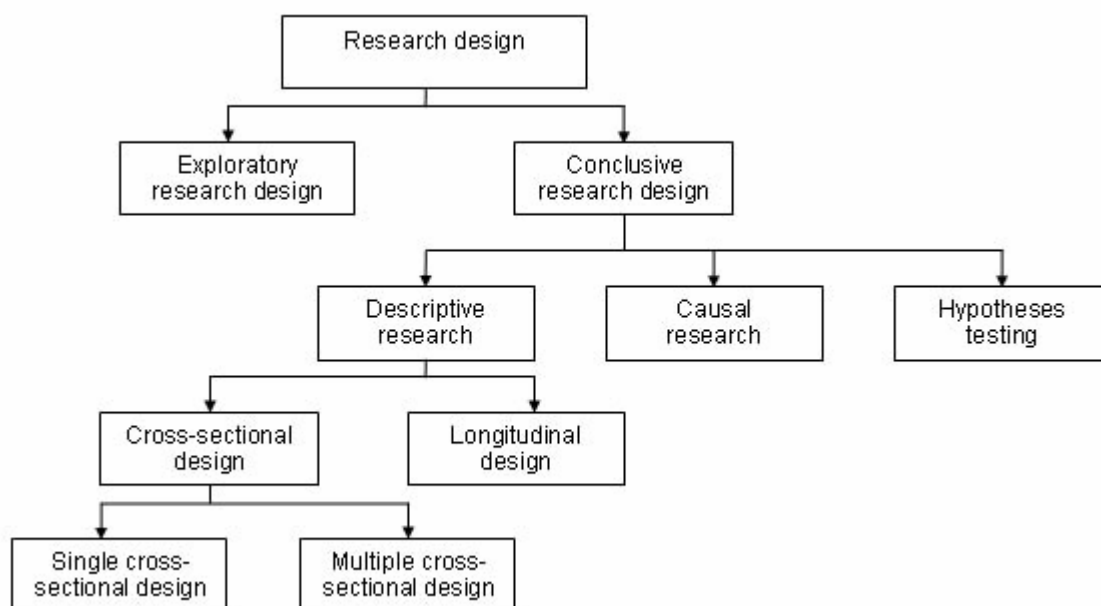 Research design
Exploratory
research design
Conclusive
research design
Descriptive
research
Causal
research
Hypotheses
testing
Cross-sectional
design
Longitudinal
design
Single cross-
sectional design
Multiple cross-
sectional design